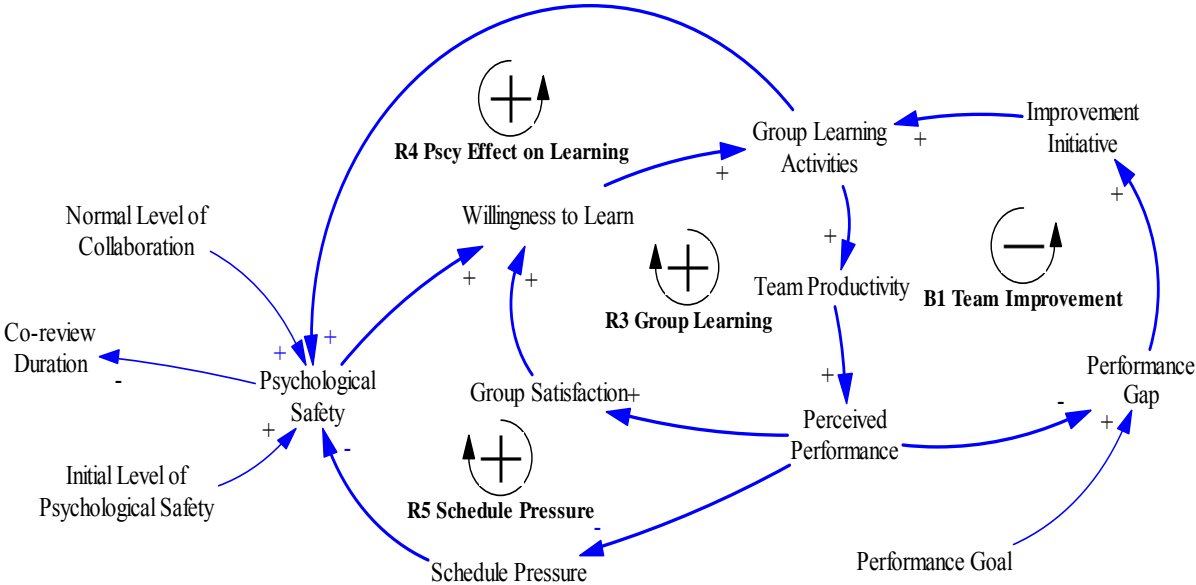 R4 Pscy Effect on Learning
Group Learning
Activities
Improvement
Initiative
+
+
+
Normal Level of
Collaboration
Willingness to Learn
+
+
+
+
Team Productivity
R3 Group Learning
B1 Team Improvement
Co-review
Duration
-
+
+
Psychological
Safety
+
Group Satisfaction+
+
Perceived
Performance
Performance
Gap
-
+
+
-
Initial Level of
Psychological Safety
R5 Schedule Pressure
-
Schedule Pressure
Performance Goal